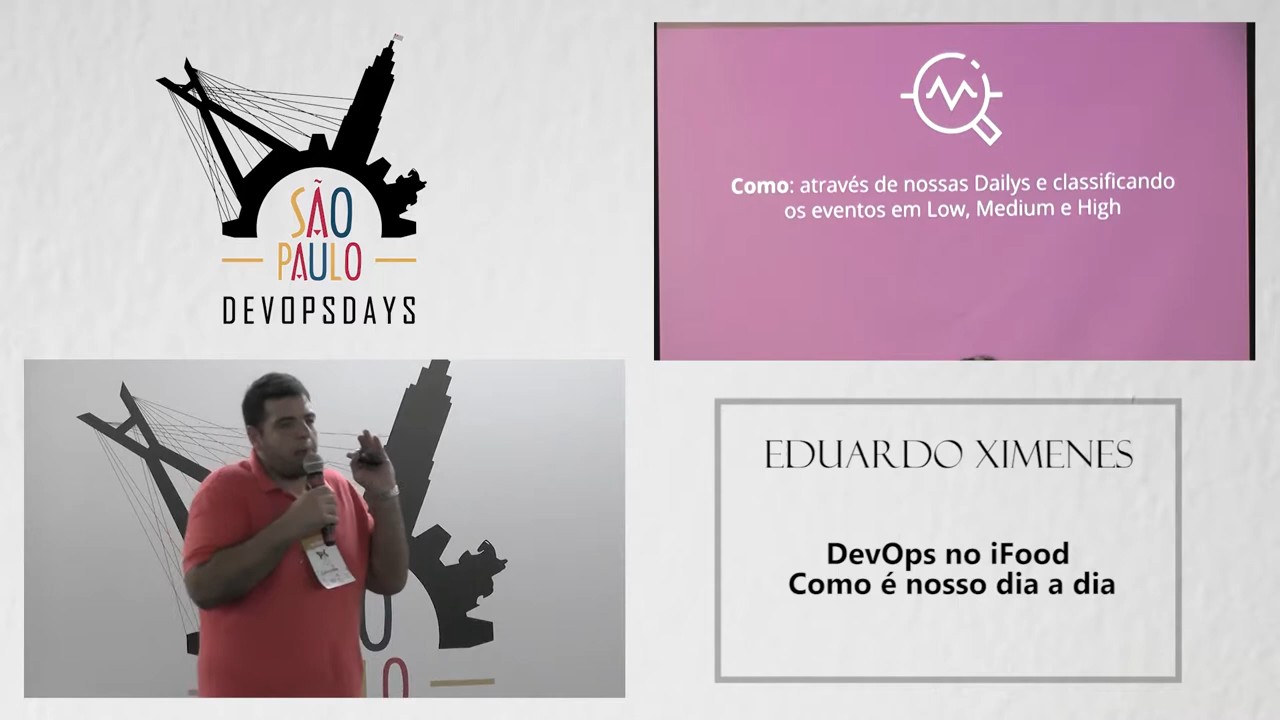 SÃO
PAULO
DEVOPSDAYS
Como: através de nossas Dailys e classificando
os eventos em Low, Medium e High
EDUARDO XIMENES
DevOps no iFood
Como é nosso dia a dia